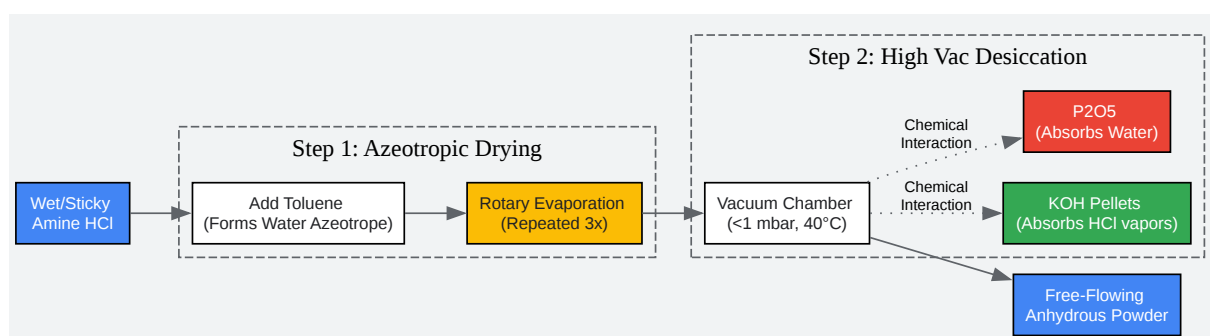 Step 2: High Vac Desiccation
P2O5
(Absorbs Water)
Chemical
Interaction
Step 1: Azeotropic Drying
Wet/Sticky
Amine HCl
Add Toluene
(Forms Water Azeotrope)
Rotary Evaporation
(Repeated 3x)
Vacuum Chamber
(<1 mbar, 40°C)
Chemical
Interaction
KOH Pellets
(Absorbs HCl vapors)
Free-Flowing
Anhydrous Powder